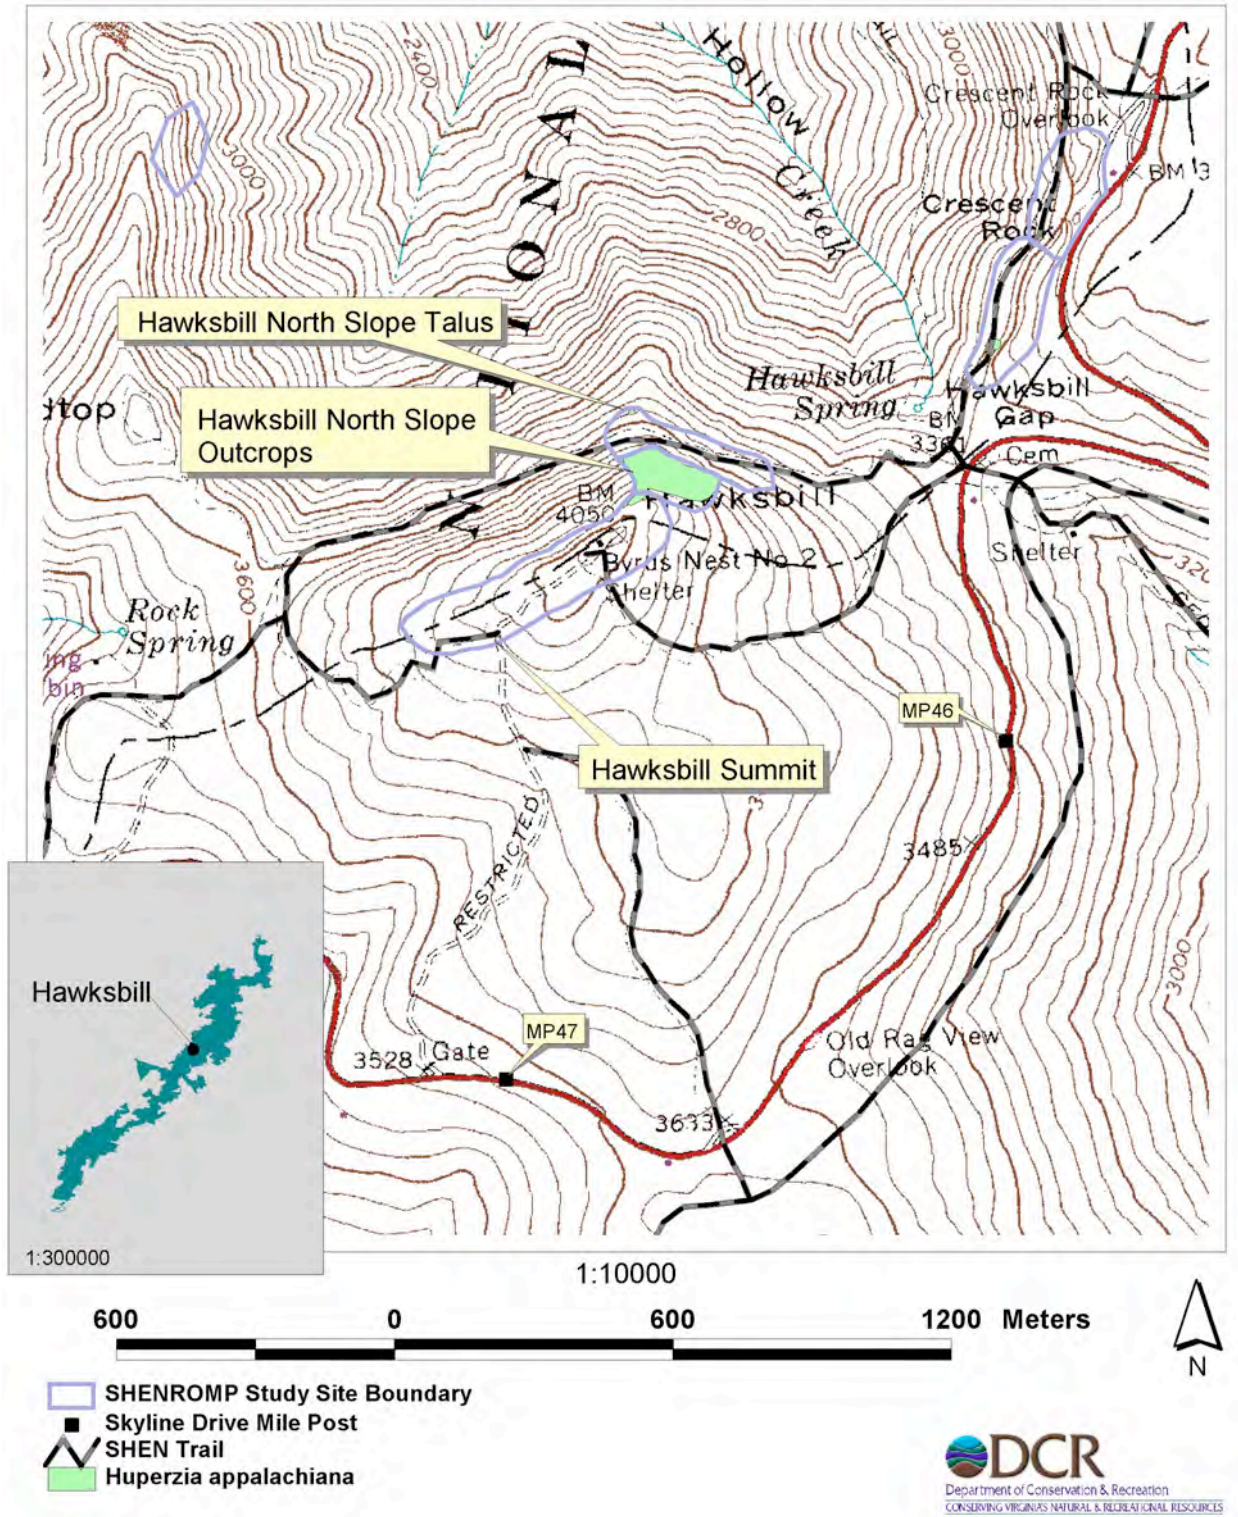 2400
Hollow
Creek
3000
Crescent Rock
Overlook
3000
BM
Crescent
Rock
2800
IONAL
Hawksbill North Slope Talus
Hawksbill
Spring
Hawksbill
Gap
BM
Cem
Hawksbill North Slope
Outcrops
BM
4050
Hawksbill
N
Byrds Nest No 2
Shelter
Shelter
3600
Rock
Spring
MP46
Hawksbill Summit
3485
RESTRICTED
3000
Hawksbill
MP47
3528
Gate
Old Rag View
Overlook
3633
1:300000
1:10000
600 0 600 1200 Meters
N
SHENROMP Study Site Boundary
Skyline Drive Mile Post
SHEN Trail
Huperzia appalachiana
DCR
Department of Conservation & Recreation
CONSERVING VIRGINIA'S NATURAL & RECREATIONAL RESOURCES